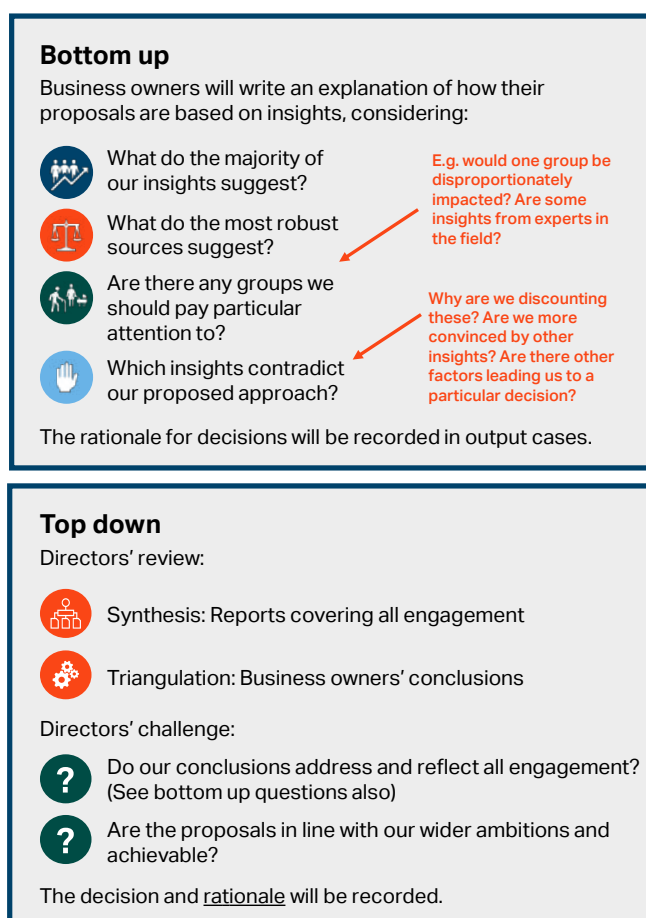 Bottom up
Business owners will write an explanation of how their
proposals are based on insights, considering:
What do the majority of
our insights suggest?
What do the most robust
sources suggest?
Are there any groups we
should pay particular
attention to?
Which insights contradict
our proposed approach?
E.g. would one group be
disproportionately
impacted? Are some
insights from experts in
the field?
Why are we discounting
these? Are we more
convinced by other
insights? Are there other
factors leading us to a
particular decision?
The rationale for decisions will be recorded in output cases.
Top down
Directors’ review:
Synthesis: Reports covering all engagement
Triangulation: Business owners’ conclusions
Directors’ challenge:
? Do our conclusions address and reflect all engagement?
(See bottom up questions also)
? Are the proposals in line with our wider ambitions and
achievable?
The decision and rationale will be recorded.